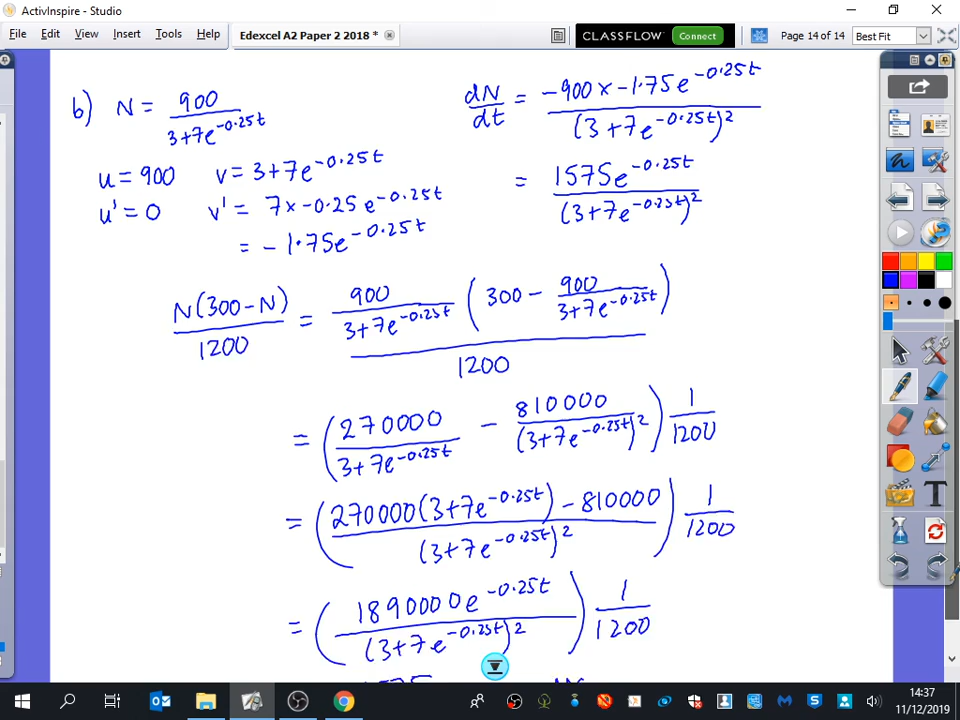 ActivInspire - Studio
File Edit View Insert Tools Help Edexcel A2 Paper 2 2018 * CLASSFLOW Connect Page 14 of 14 Best Fit
b) N = 900/(3+7e^-0.25t)
dN/dt = (-900 x -1.75e^-0.25t)/(3+7e^-0.25t)^2
u = 900 v = 3+7e^-0.25t
= 1575e^-0.25t/(3+7e^-0.25t)^2
u' = 0 v' = 7x -0.25 e^-0.25t
= -1.75e^-0.25t
N(300-N)/1200 = (900/(3+7e^-0.25t) (300 - 900/(3+7e^-0.25t)))/1200
= (270000/(3+7e^-0.25t) - 810000/(3+7e^-0.25t)^2) 1/1200
= ((270000(3+7e^-0.25t) - 810000)/(3+7e^-0.25t)^2) 1/1200
= (1890000e^-0.25t/(3+7e^-0.25t)^2) 1/1200
14:37
11/12/2019